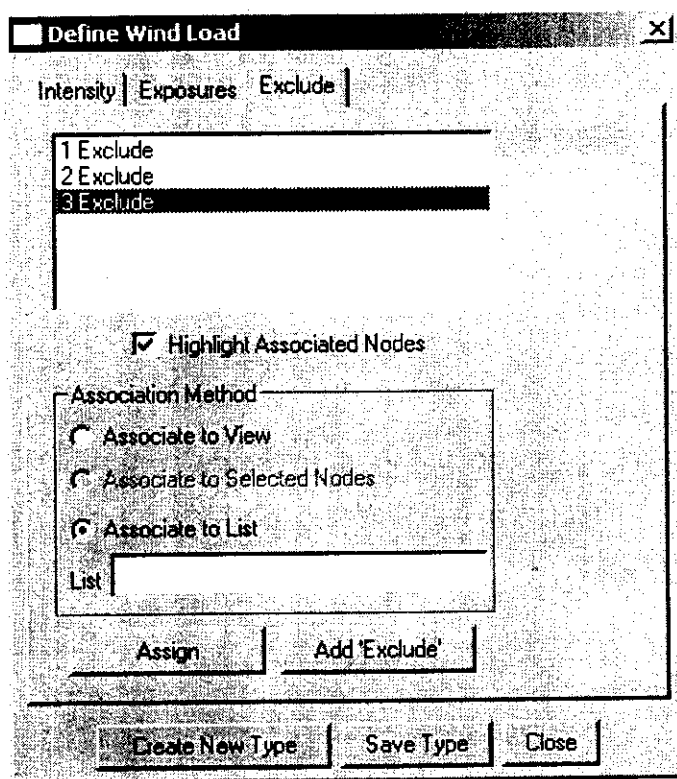 Define Wind Load
Intensity Exposures Exclude
1 Exclude
2 Exclude
3 Exclude
Highlight Associated Nodes
Association Method
Associate to View
Associate to Selected Nodes
Associate to List
List
Assign Add 'Exclude'
Create New Type Save Type Close